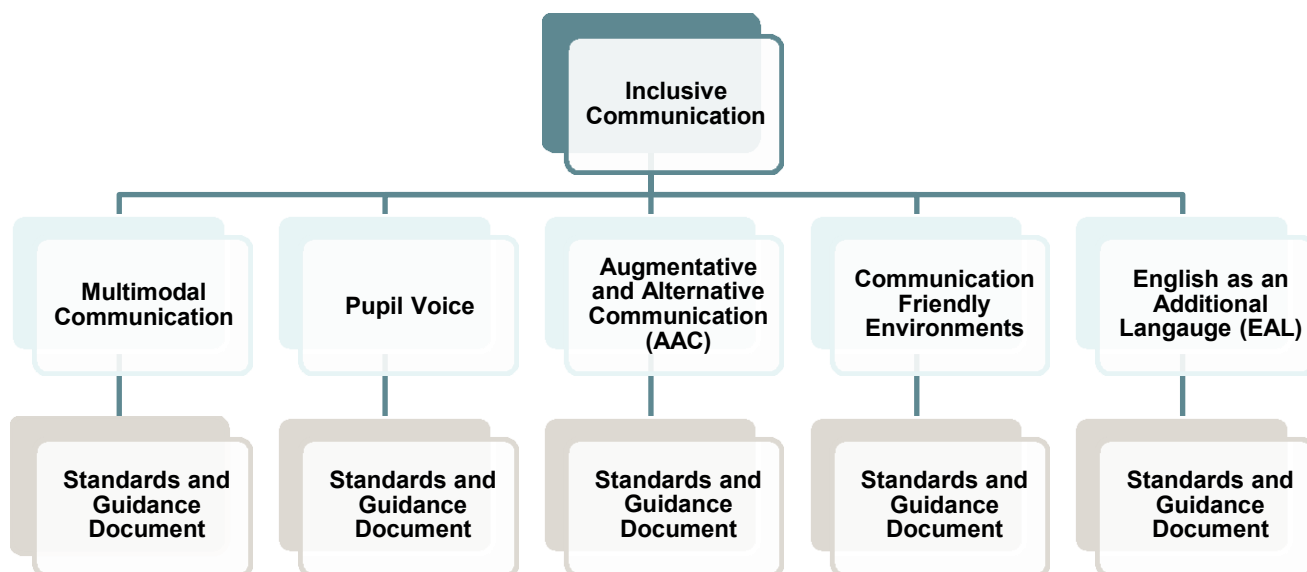 Inclusive
Communication
Multimodal
Communication
Pupil Voice
Augmentative
and Alternative
Communication
(AAC)
Communication
Friendly
Environments
English as an
Additional
Langauge (EAL)
Standards and
Guidance
Document
Standards and
Guidance
Document
Standards and
Guidance
Document
Standards and
Guidance
Document
Standards and
Guidance
Document